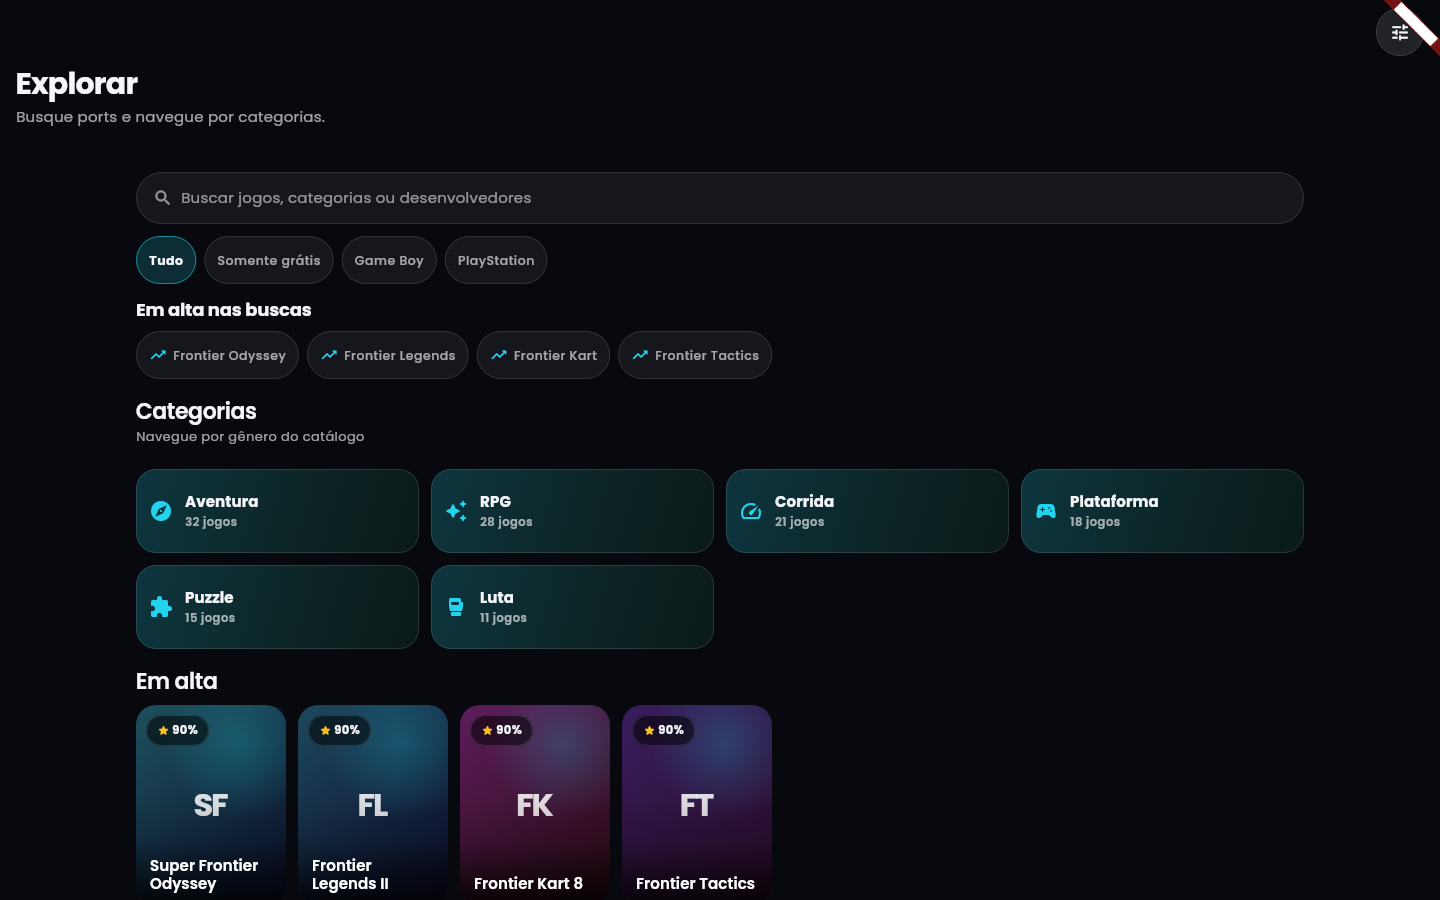 Explorar
Busque ports e navegue por categorias.
Buscar jogos, categorias ou desenvolvedores
Tudo
Somente grátis
Game Boy
PlayStation
Em alta nas buscas
Frontier Odyssey
Frontier Legends
Frontier Kart
Frontier Tactics
Categorias
Navegue por gênero do catálogo
Aventura
32 jogos
RPG
28 jogos
Corrida
21 jogos
Plataforma
18 jogos
Puzzle
15 jogos
Luta
11 jogos
Em alta
90%
SF
Super Frontier
Odyssey
90%
FL
Frontier
Legends II
90%
FK
Frontier Kart 8
90%
FT
Frontier Tactics